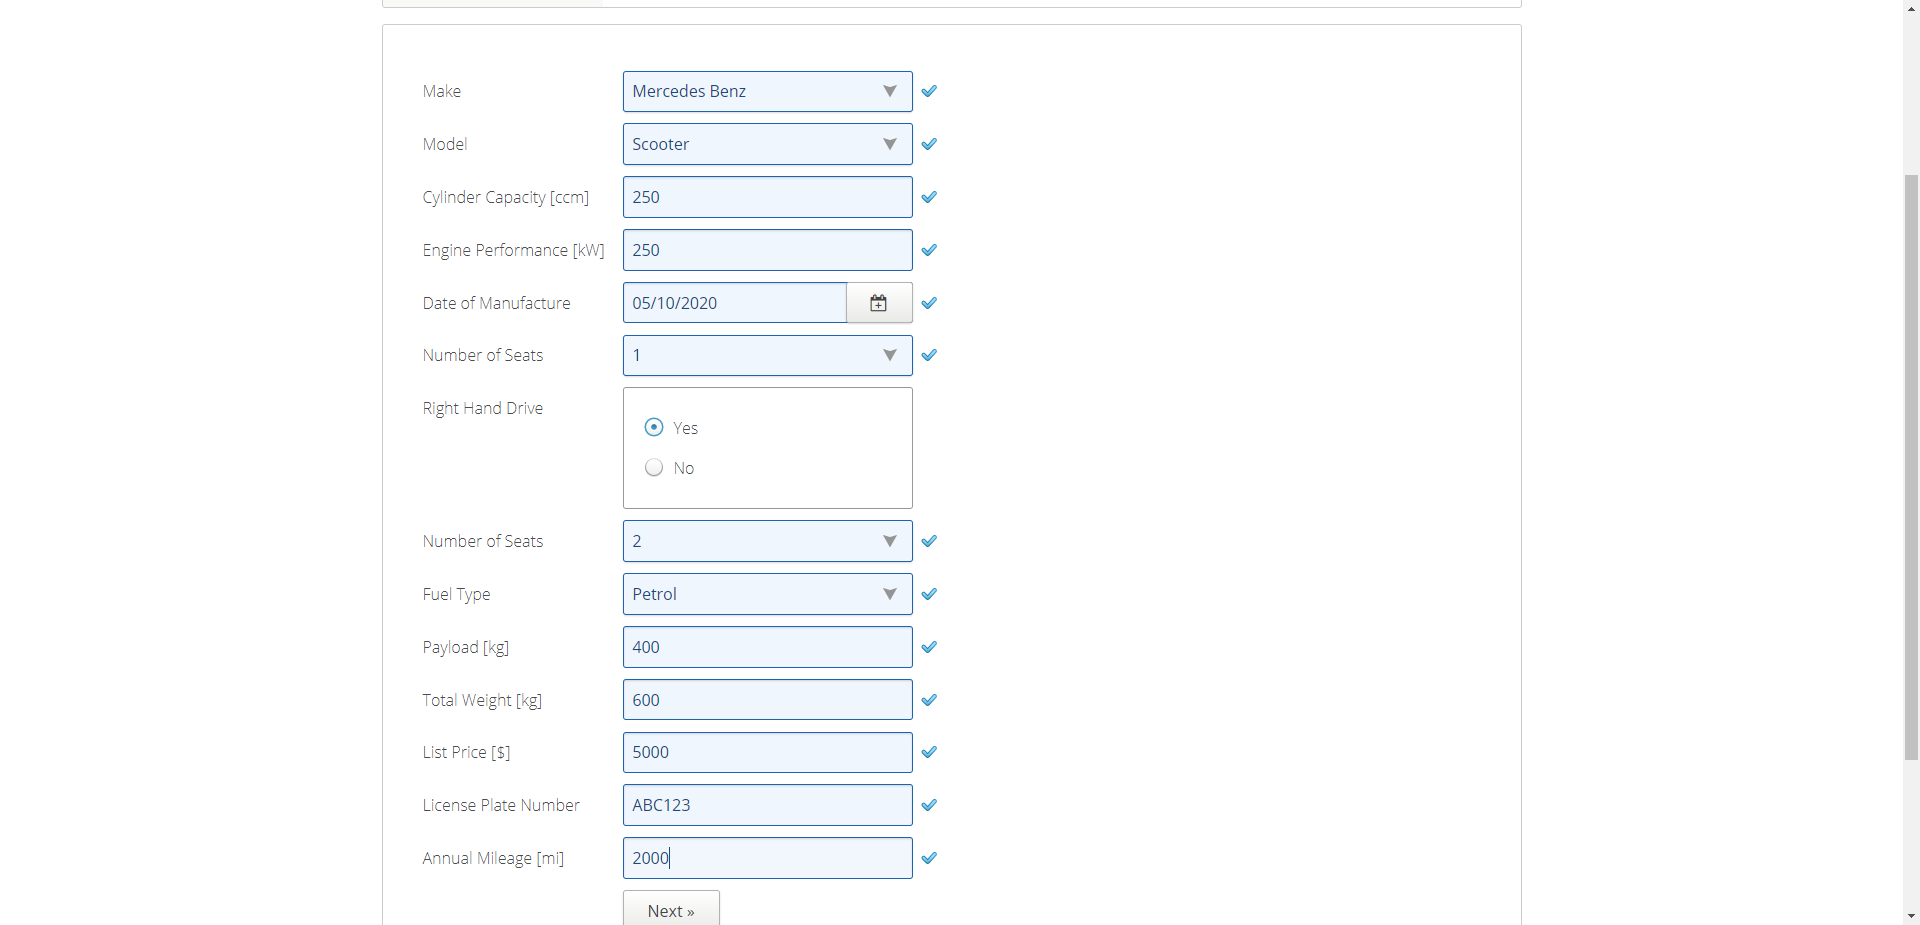 Make Mercedes Benz
Model Scooter
Cylinder Capacity [ccm] 250
Engine Performance [kW] 250
Date of Manufacture 05/10/2020
Number of Seats 1
Right Hand Drive
Yes
No
Number of Seats 2
Fuel Type Petrol
Payload [kg] 400
Total Weight [kg] 600
List Price [$] 5000
License Plate Number ABC123
Annual Mileage [mi] 2000
Next »